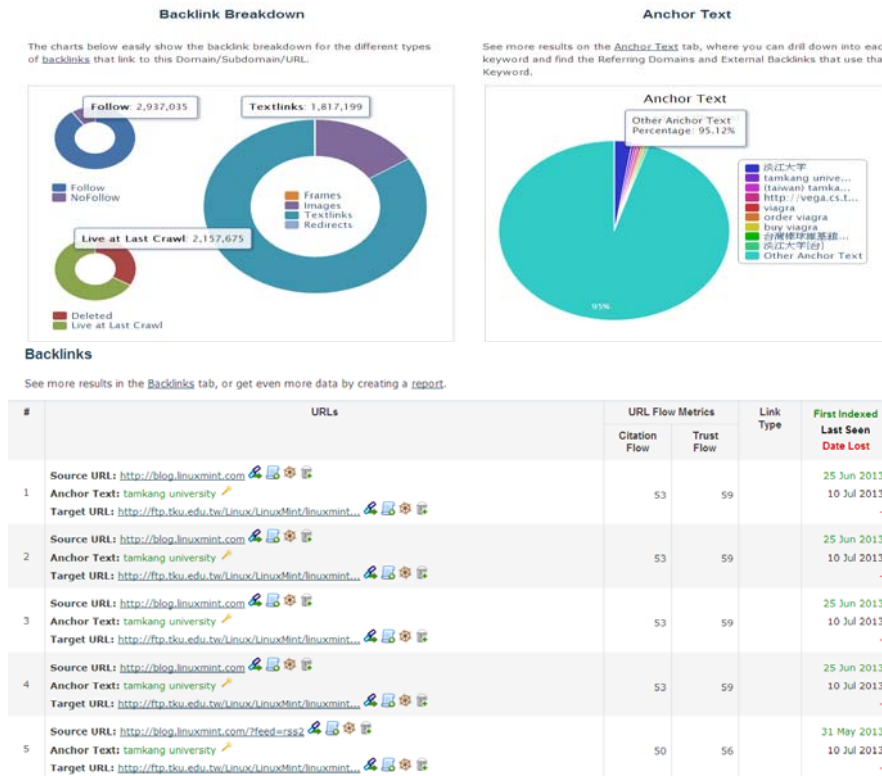 Backlink Breakdown
The charts below easily show the backlink breakdown for the different types
of backlinks that link to this Domain/Subdomain/URL.
Follow: 2,937,035
Textlinks: 1,817,199
Follow
NoFollow
Frames
Images
Textlinks
Redirects
Live at Last Crawl: 2,157,675
Deleted
Live at Last Crawl
Anchor Text
See more results on the Anchor Text tab, where you can drill down into eac
keyword and find the Referring Domains and External Backlinks that use tha
Keyword.
Anchor Text
Other Anchor Text
Percentage: 95.12%
95%
淡江大学
tamkang unive...
(taiwan) tamka...
http://vega.cs.t...
viagra
order viagra
buy viagra
淡江大学(台)
Other Anchor Text
Backlinks
See more results in the Backlinks tab, or get even more data by creating a report.
# URLs URL Flow Metrics Link Type First Indexed
Citation Flow Trust Flow Last Seen
Date Lost
Source URL: http://blog.linuxmint.com 25 Jun 2013
1 Anchor Text: tamkang university 53 59 10 Jul 2013
Target URL: http://ftp.tku.edu.tw/Linux/LinuxMint/linuxmint... -
Source URL: http://blog.linuxmint.com 25 Jun 2013
2 Anchor Text: tamkang university 53 59 10 Jul 2013
Target URL: http://ftp.tku.edu.tw/Linux/LinuxMint/linuxmint... -
Source URL: http://blog.linuxmint.com 25 Jun 2013
3 Anchor Text: tamkang university 53 59 10 Jul 2013
Target URL: http://ftp.tku.edu.tw/Linux/LinuxMint/linuxmint... -
Source URL: http://blog.linuxmint.com 25 Jun 2013
4 Anchor Text: tamkang university 53 59 10 Jul 2013
Target URL: http://ftp.tku.edu.tw/Linux/LinuxMint/linuxmint... -
Source URL: http://blog.linuxmint.com/?feed=rss2 31 May 2013
5 Anchor Text: tamkang university 50 56 10 Jul 2013
Target URL: http://ftp.tku.edu.tw/Linux/LinuxMint/linuxmint... -